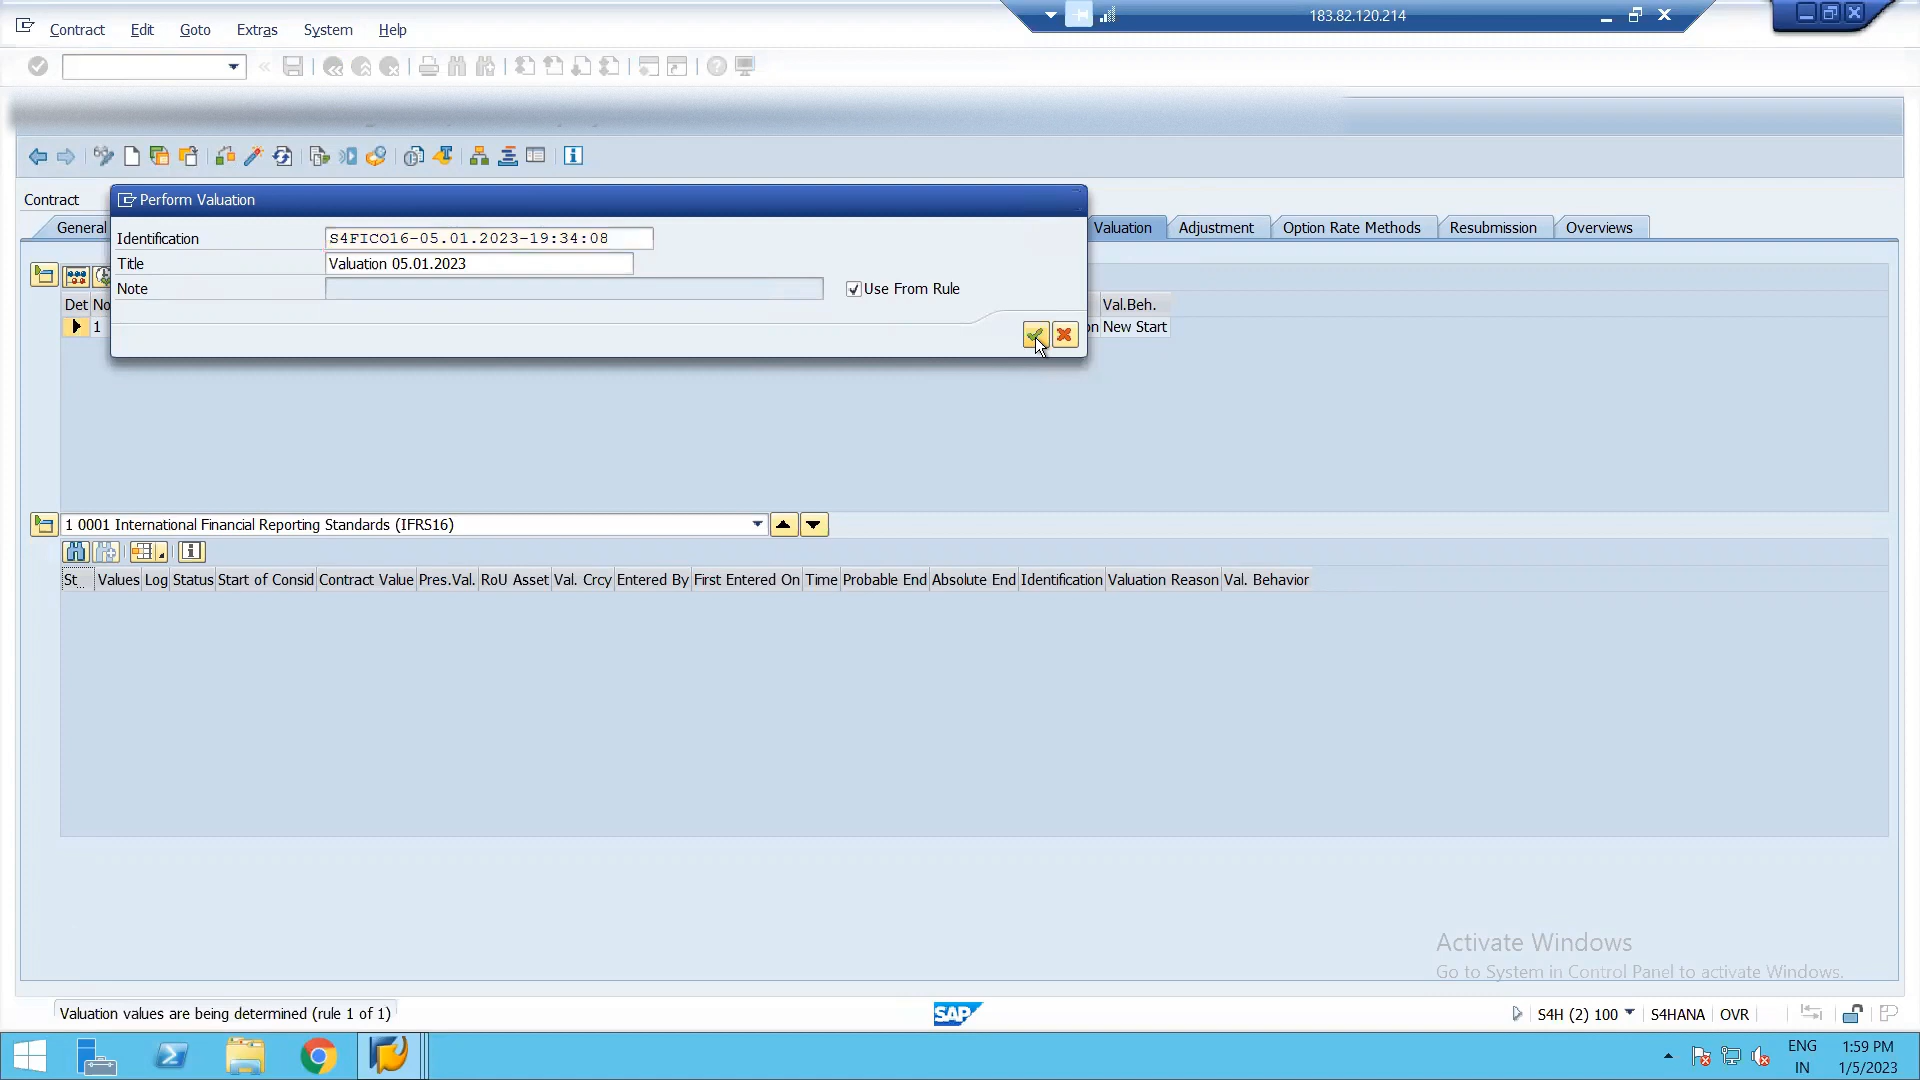 Contract Edit Goto Extras System Help
183.82.120.214
Contract
Perform Valuation
General
Valuation Adjustment Option Rate Methods Resubmission Overviews
Identification S4FICO16-05.01.2023-19:34:08
Title Valuation 05.01.2023
Note Use From Rule
Det No Val.Beh.
1 on New Start
1 0001 International Financial Reporting Standards (IFRS16)
St... Values Log Status Start of Consid Contract Value Pres.Val. RoU Asset Val. Crcy Entered By First Entered On Time Probable End Absolute End Identification Valuation Reason Val. Behavior
Activate Windows
Go to System in Control Panel to activate Windows.
Valuation values are being determined (rule 1 of 1)
SAP
S4H (2) 100 S4HANA OVR
ENG 1:59 PM
IN 1/5/2023